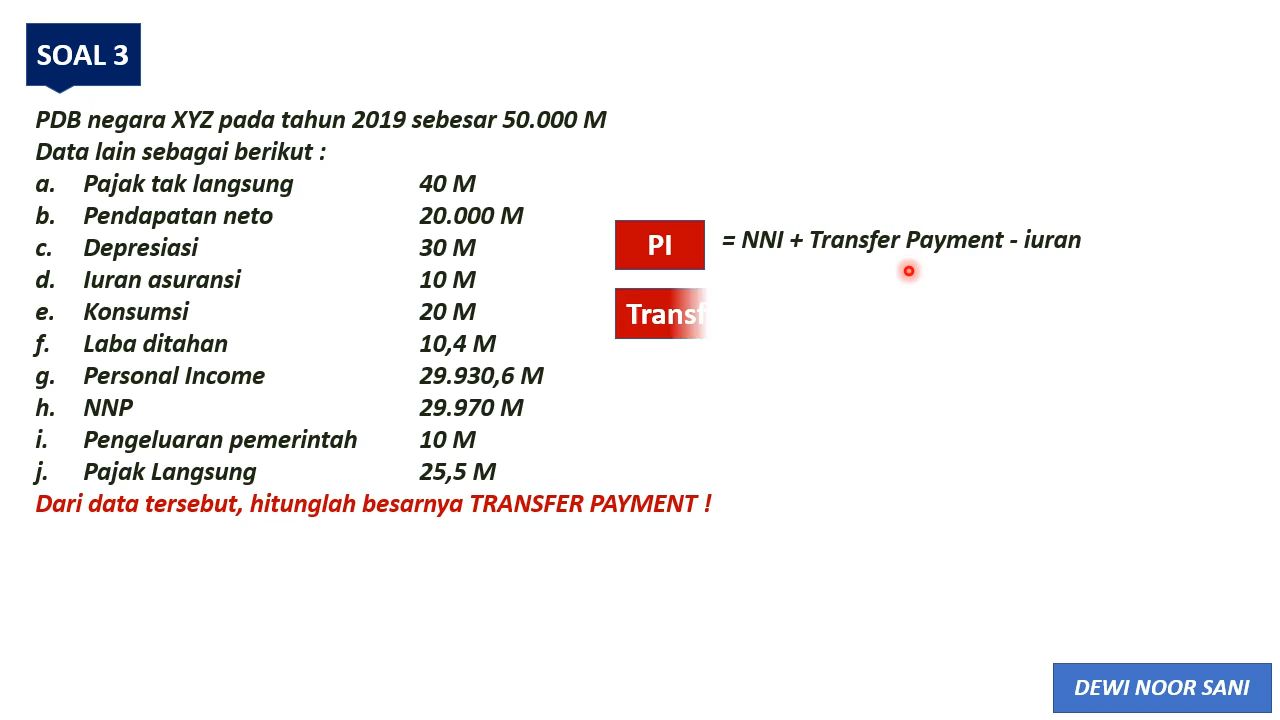 SOAL 3
PDB negara XYZ pada tahun 2019 sebesar 50.000 M
Data lain sebagai berikut :
a. Pajak tak langsung 40 M
b. Pendapatan neto 20.000 M
c. Depresiasi 30 M
d. Iuran asuransi 10 M
e. Konsumsi 20 M
f. Laba ditahan 10,4 M
g. Personal Income 29.930,6 M
h. NNP 29.970 M
i. Pengeluaran pemerintah 10 M
j. Pajak Langsung 25,5 M
Dari data tersebut, hitunglah besarnya TRANSFER PAYMENT !
PI = NNI + Transfer Payment - iuran
Transf
DEWI NOOR SANI